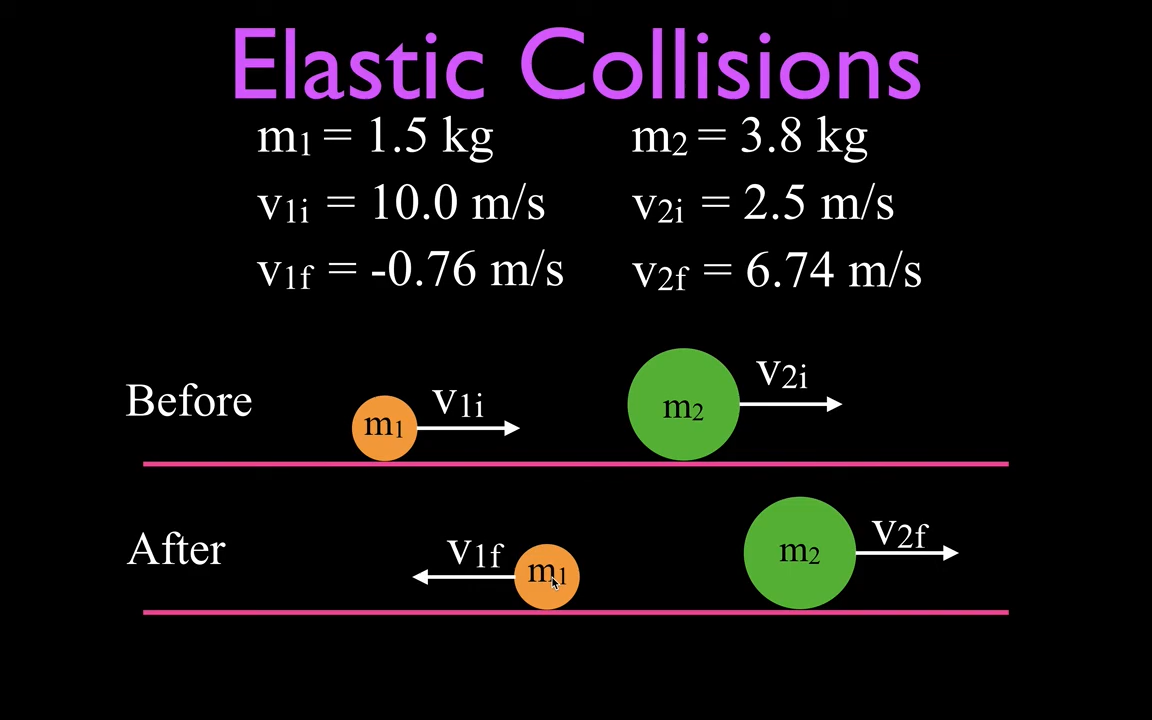 Elastic Collisions
m1 = 1.5 kg m2 = 3.8 kg
v1i = 10.0 m/s v2i = 2.5 m/s
v1f = -0.76 m/s v2f = 6.74 m/s
Before m1 v1i m2 v2i
After v1f m1 m2 v2f